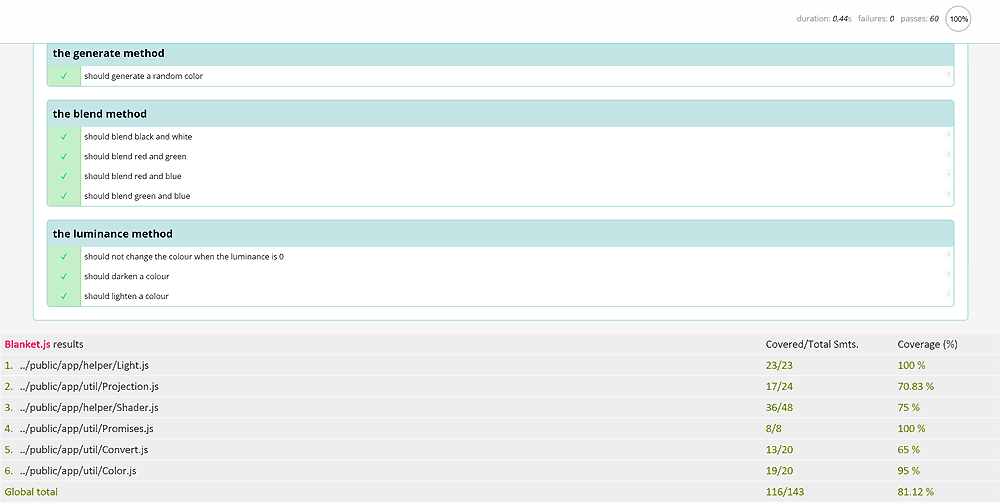 duration: 0.44s failures: 0 passes: 60 100%
the generate method
✓ should generate a random color
the blend method
✓ should blend black and white
✓ should blend red and green
✓ should blend red and blue
✓ should blend green and blue
the luminance method
✓ should not change the colour when the luminance is 0
✓ should darken a colour
✓ should lighten a colour
Blanket.js results Covered/Total Smts. Coverage (%)
1. ../public/app/helper/Light.js 23/23 100 %
2. ../public/app/util/Projection.js 17/24 70.83 %
3. ../public/app/helper/Shader.js 36/48 75 %
4. ../public/app/util/Promises.js 8/8 100 %
5. ../public/app/util/Convert.js 13/20 65 %
6. ../public/app/util/Color.js 19/20 95 %
Global total 116/143 81.12 %